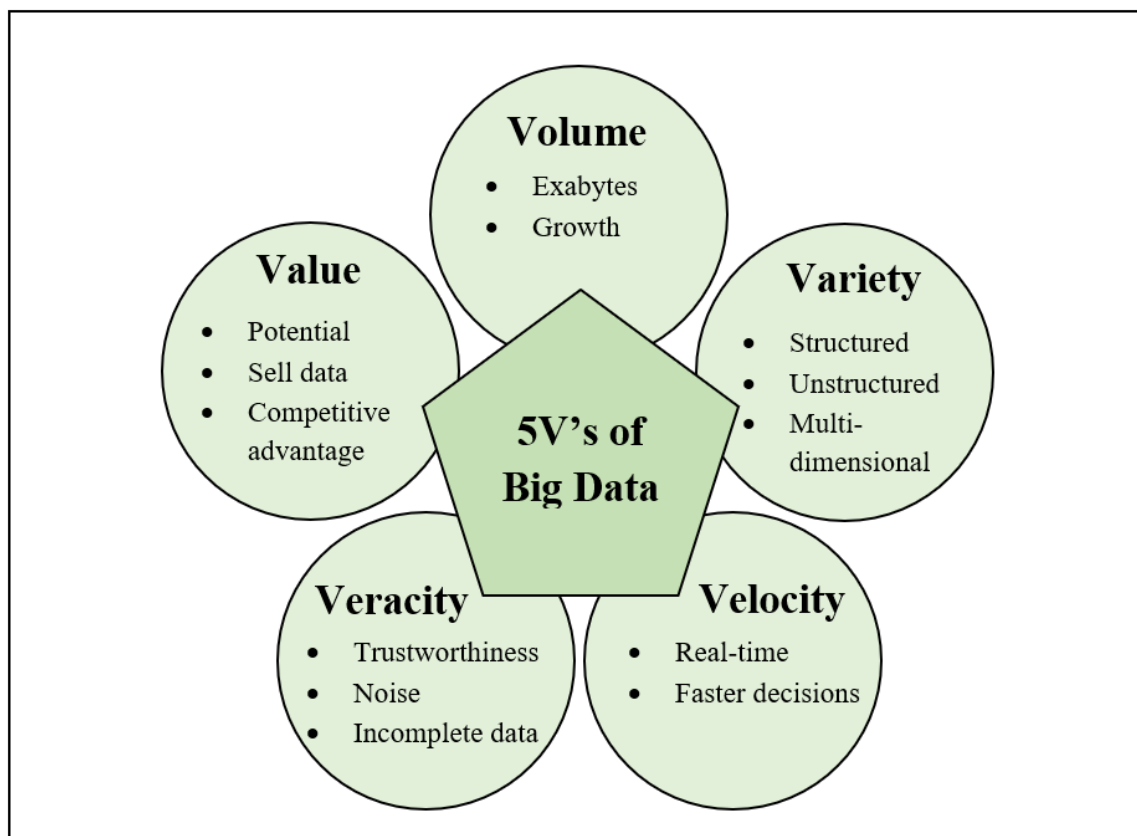 Volume
• Exabytes
• Growth
Value
• Potential
• Sell data
• Competitive
advantage
Variety
• Structured
• Unstructured
• Multi-
dimensional
5V’s of
Big Data
Veracity
• Trustworthiness
• Noise
• Incomplete data
Velocity
• Real-time
• Faster decisions